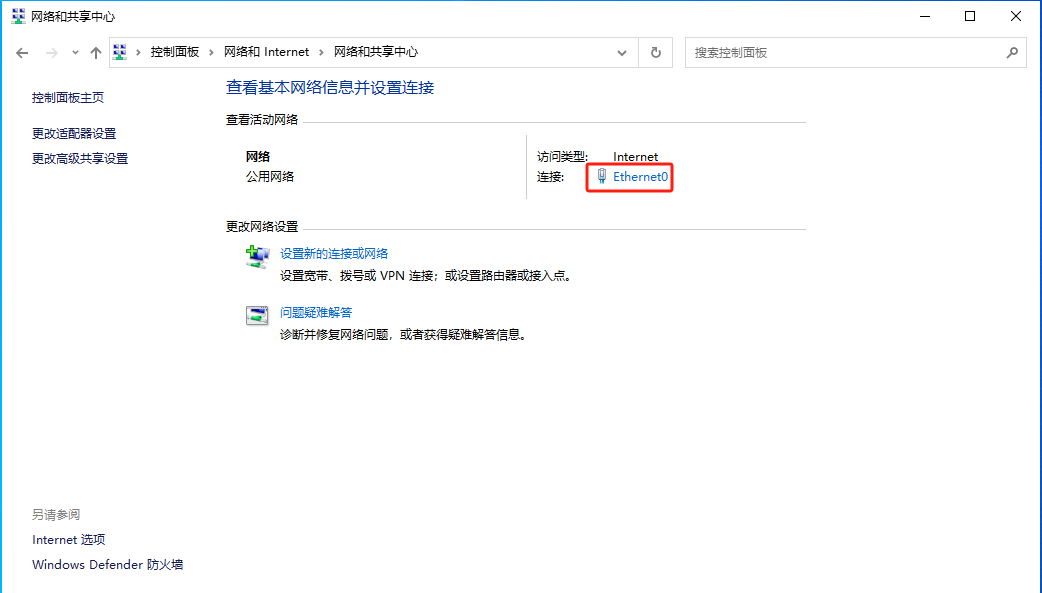 网络和共享中心
控制面板 › 网络和 Internet › 网络和共享中心
搜索控制面板
控制面板主页
更改适配器设置
更改高级共享设置
查看基本网络信息并设置连接
查看活动网络
网络
公用网络
访问类型: Internet
连接: Ethernet0
更改网络设置
设置新的连接或网络
设置宽带、拨号或 VPN 连接；或设置路由器或接入点。
问题疑难解答
诊断并修复网络问题，或者获得疑难解答信息。
另请参阅
Internet 选项
Windows Defender 防火墙